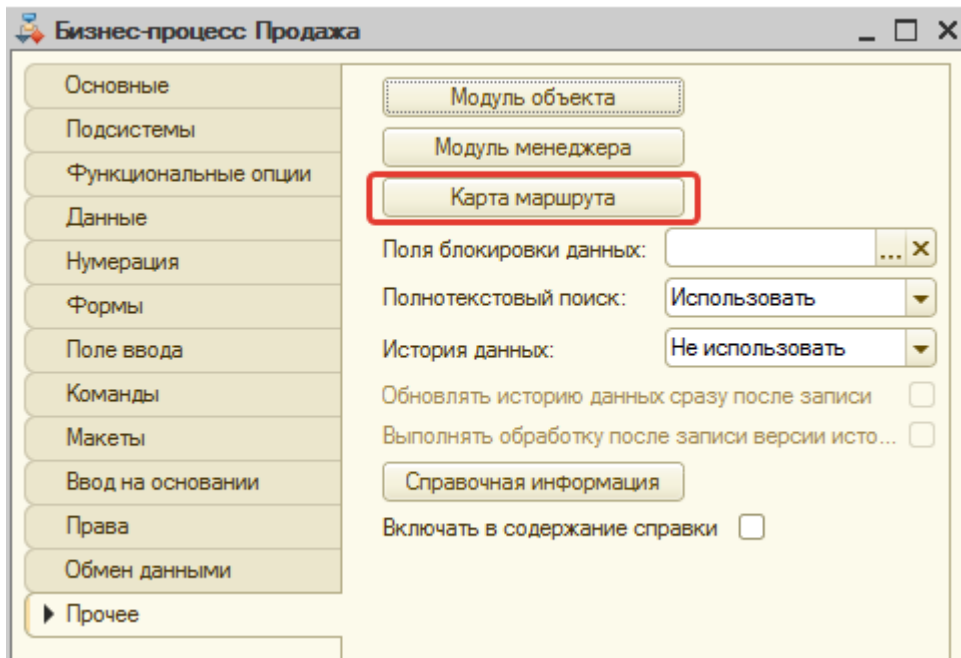 Бизнес-процесс Продажа
Основные
Подсистемы
Функциональные опции
Данные
Нумерация
Формы
Поле ввода
Команды
Макеты
Ввод на основании
Права
Обмен данными
Прочее
Модуль объекта
Модуль менеджера
Карта маршрута
Поля блокировки данных: ...
Полнотекстовый поиск: Использовать
История данных: Не использовать
Обновлять историю данных сразу после записи
Выполнять обработку после записи версии исто...
Справочная информация
Включать в содержание справки